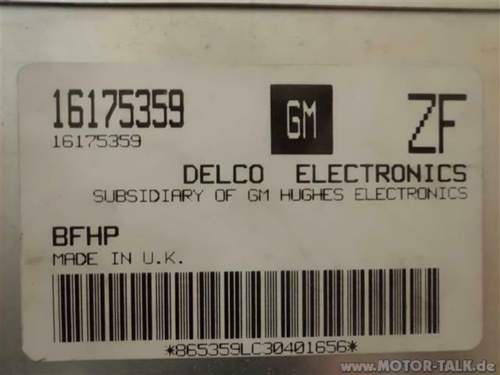 16175359 GM ZF
16175359
DELCO ELECTRONICS
SUBSIDIARY OF GM HUGHES ELECTRONICS
BFHP
MADE IN U.K.
*865359LC30401656*
www.MOTOR-TALK.de